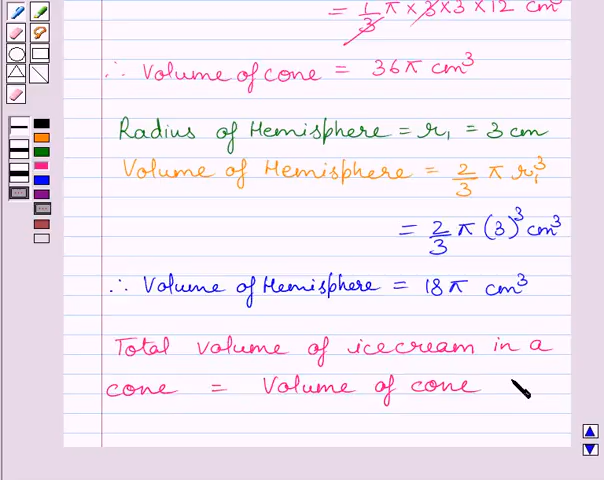 = 1/3 π × 3 × 3 × 12 cm³
∴ Volume of cone = 36π cm³
Radius of Hemisphere = r₁ = 3 cm
Volume of Hemisphere = 2/3 π r₁³
= 2/3 π (3)³ cm³
∴ Volume of Hemisphere = 18π cm³
Total volume of icecream in a
cone = Volume of cone